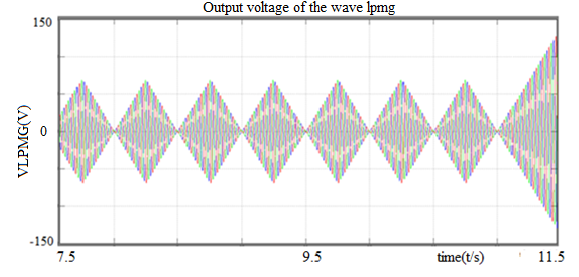 Output voltage of the wave lpmg
150
VLPMG(V)
0
-150
7.5
9.5
time(t/s)
11.5